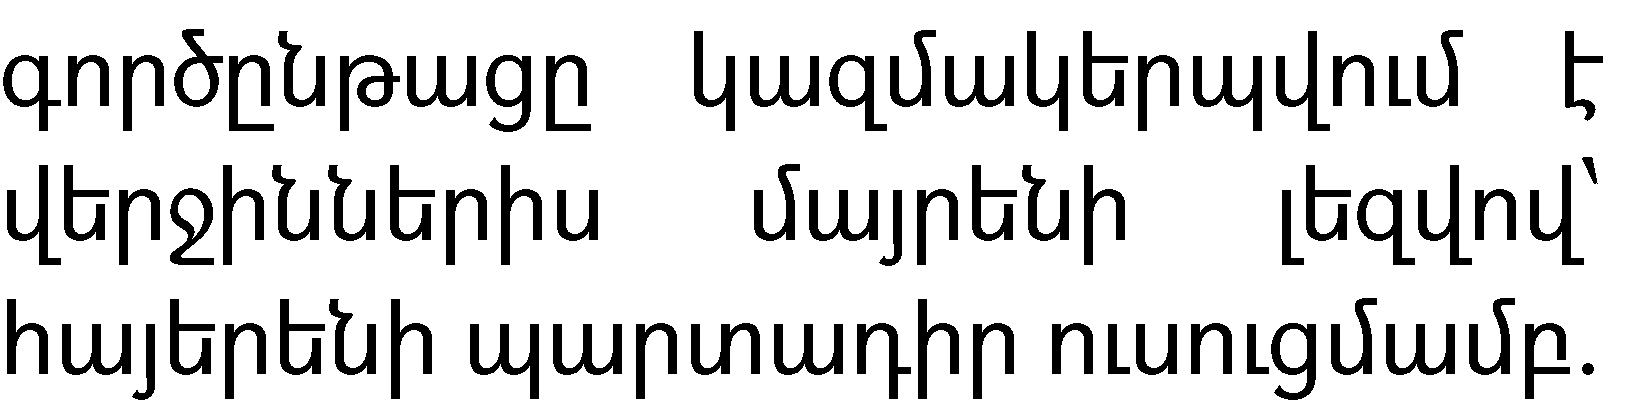 գործընթացը կազմակերպվում է
վերջիններիս մայրենի լեզվով՝
հայերենի պարտադիր ուսուցմամբ.